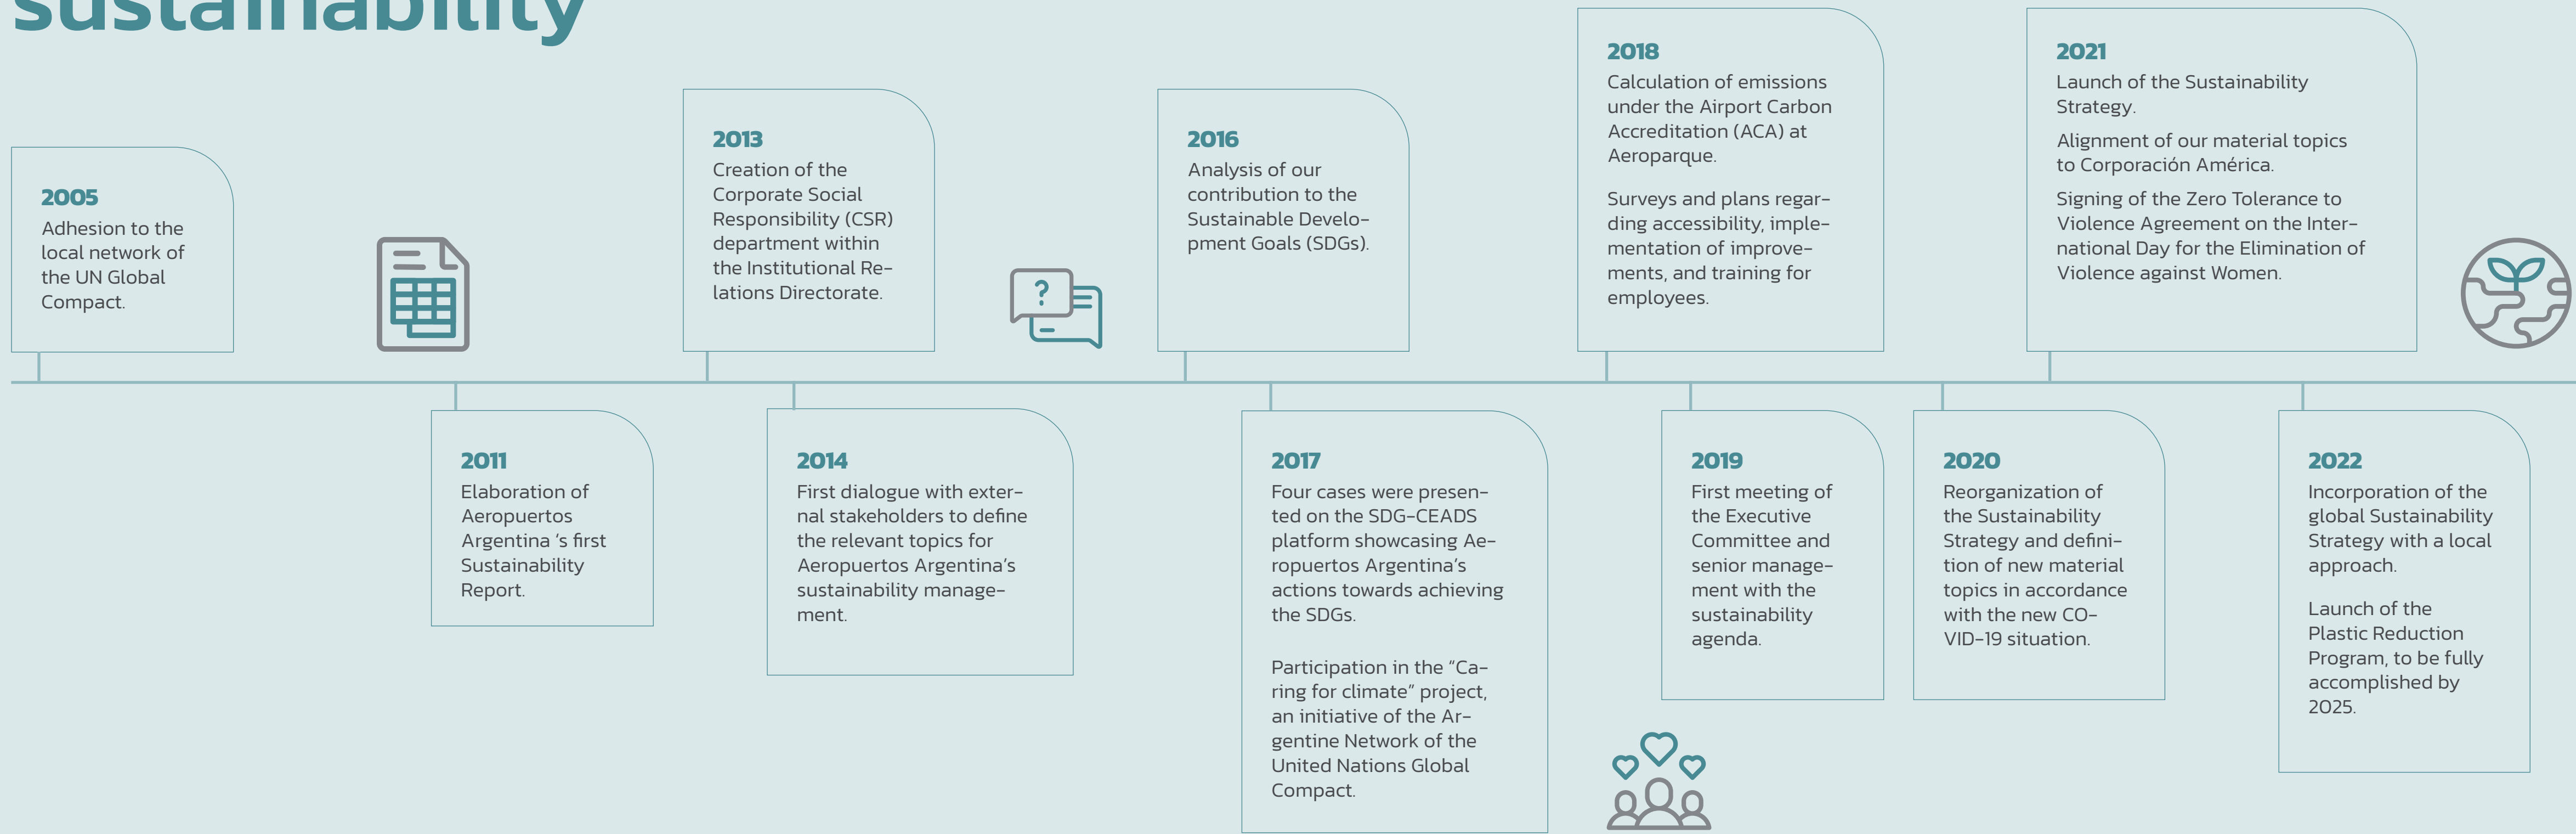 sustainability
2005
Adhesion to the
local network of
the UN Global
Compact.
2011
Elaboration of
Aeropuertos
Argentina ‘s first
Sustainability
Report.
2013
Creation of the
Corporate Social
Responsibility (CSR)
department within
the Institutional Re-
lations Directorate.
2014
First dialogue with exter-
nal stakeholders to define
the relevant topics for
Aeropuertos Argentina’s
sustainability manage-
ment.
?
2016
Analysis of our
contribution to the
Sustainable Develo-
pment Goals (SDGs).
2017
Four cases were presen-
ted on the SDG-CEADS
platform showcasing Ae-
ropuertos Argentina’s
actions towards achieving
the SDGs.
Participation in the “Ca-
ring for climate” project,
an initiative of the Ar-
gentine Network of the
United Nations Global
Compact.
2018
Calculation of emissions
under the Airport Carbon
Accreditation (ACA) at
Aeroparque.
Surveys and plans regar-
ding accessibility, imple-
mentation of improve-
ments, and training for
employees.
2019
First meeting of
the Executive
Committee and
senior manage-
ment with the
sustainability
agenda.
2020
Reorganization of
the Sustainability
Strategy and defini-
tion of new material
topics in accordance
with the new CO-
VID-19 situation.
2021
Launch of the Sustainability
Strategy.
Alignment of our material topics
to Corporación América.
Signing of the Zero Tolerance to
Violence Agreement on the Inter-
national Day for the Elimination of
Violence against Women.
2022
Incorporation of the
global Sustainability
Strategy with a local
approach.
Launch of the
Plastic Reduction
Program, to be fully
accomplished by
2025.